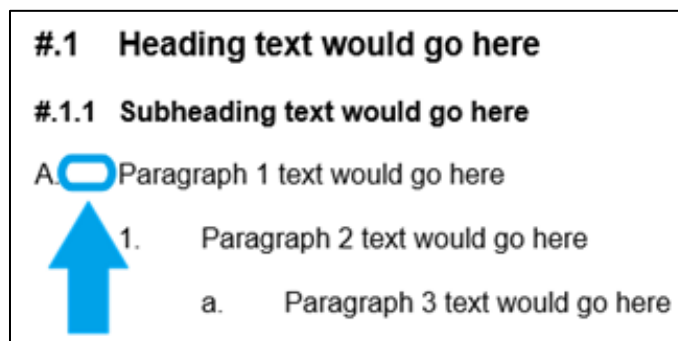 #.1 Heading text would go here
#.1.1 Subheading text would go here
A. Paragraph 1 text would go here
1. Paragraph 2 text would go here
a. Paragraph 3 text would go here